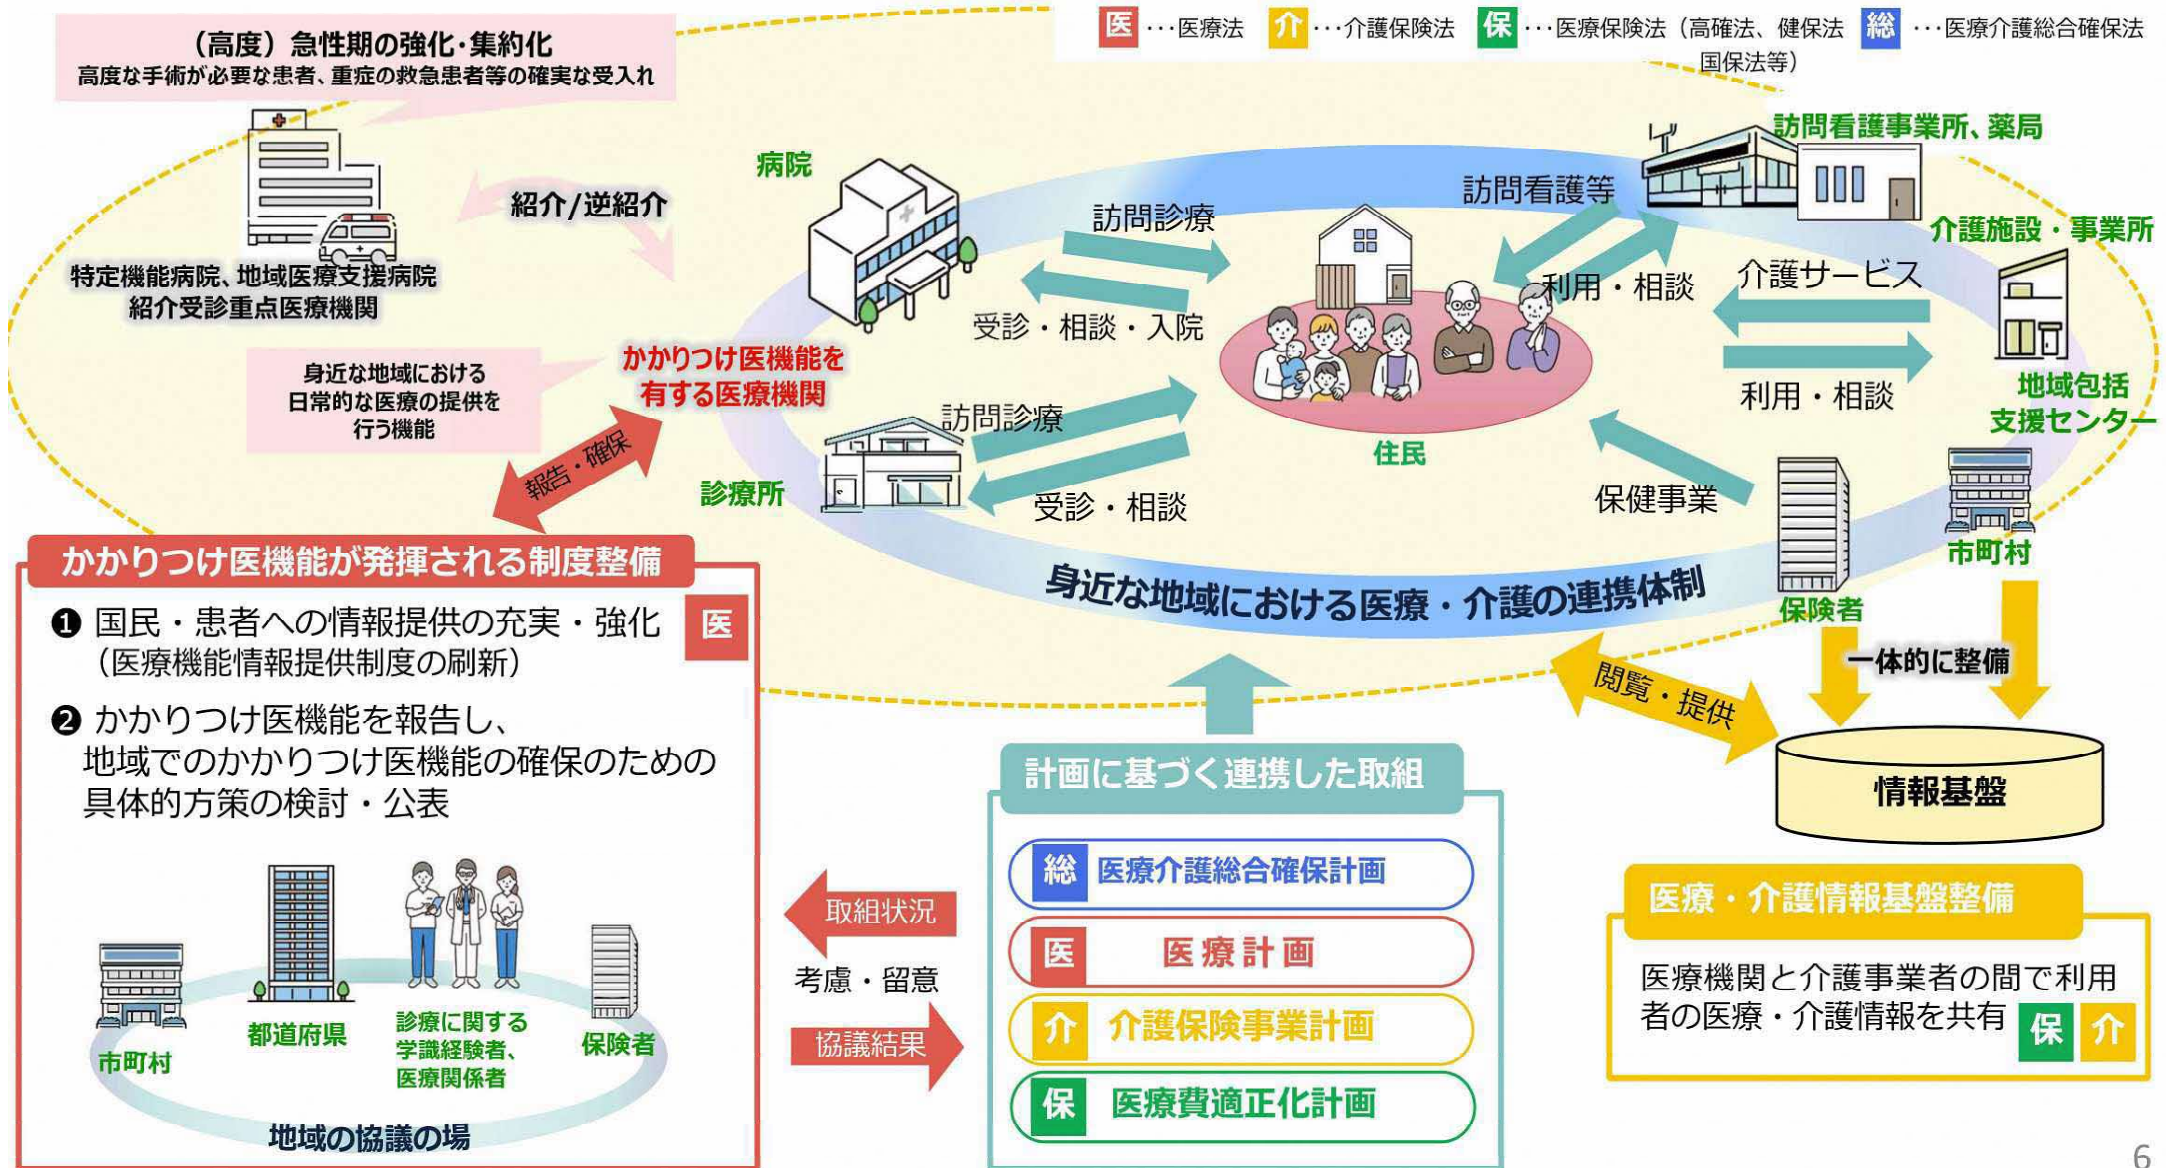 医 …医療法 介 …介護保険法 保 …医療保険法（高確法、健保法 総 …医療介護総合確保法
国保法等）
（高度）急性期の強化・集約化
高度な手術が必要な患者、重症の救急患者等の確実な受入れ
特定機能病院、地域医療支援病院
紹介受診重点医療機関
紹介/逆紹介
身近な地域における
日常的な医療の提供を
行う機能
かかりつけ医機能を
有する医療機関
報告・確保
病院
訪問診療
受診・相談・入院
診療所
訪問診療
受診・相談
住民
訪問看護等
利用・相談
訪問看護事業所、薬局
介護施設・事業所
介護サービス
利用・相談
地域包括
支援センター
保健事業
市町村
保険者
身近な地域における医療・介護の連携体制
一体的に整備
閲覧・提供
情報基盤
かかりつけ医機能が発揮される制度整備
❶ 国民・患者への情報提供の充実・強化 医
（医療機能情報提供制度の刷新）
❷ かかりつけ医機能を報告し、
地域でのかかりつけ医機能の確保のための
具体的方策の検討・公表
市町村
都道府県
診療に関する
学識経験者、
医療関係者
保険者
地域の協議の場
取組状況
考慮・留意
協議結果
計画に基づく連携した取組
総 医療介護総合確保計画
医 医療計画
介 介護保険事業計画
保 医療費適正化計画
医療・介護情報基盤整備
医療機関と介護事業者の間で利用
者の医療・介護情報を共有 保 介
6